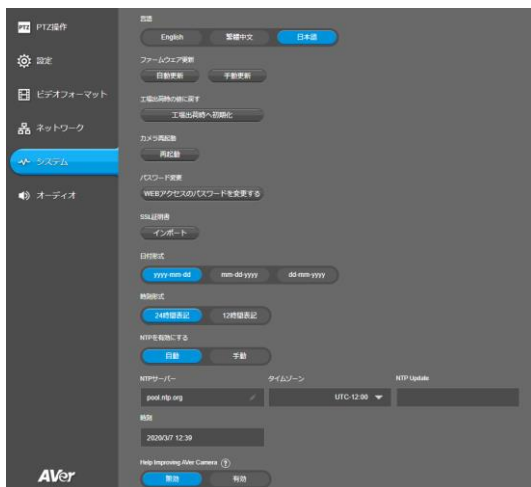 PTZ PTZ操作
設定
ビデオフォーマット
ネットワーク
システム
オーディオ
AVer
言語
English 繁體中文 日本語
ファームウェア更新
自動更新 手動更新
工場出荷時の値に戻す
工場出荷時へ初期化
カメラ再起動
再起動
パスワード変更
WEBアクセスのパスワードを変更する
SSL証明書
インポート
日付形式
yyyy-mm-dd mm-dd-yyyy dd-mm-yyyy
時刻形式
24時間表記 12時間表記
NTPを有効にする
自動 手動
NTPサーバー タイムゾーン NTP Update
pool.ntp.org UTC-12:00
時刻
2020/3/7 12:39
Help Improving AVer Camera ?
無効 有効